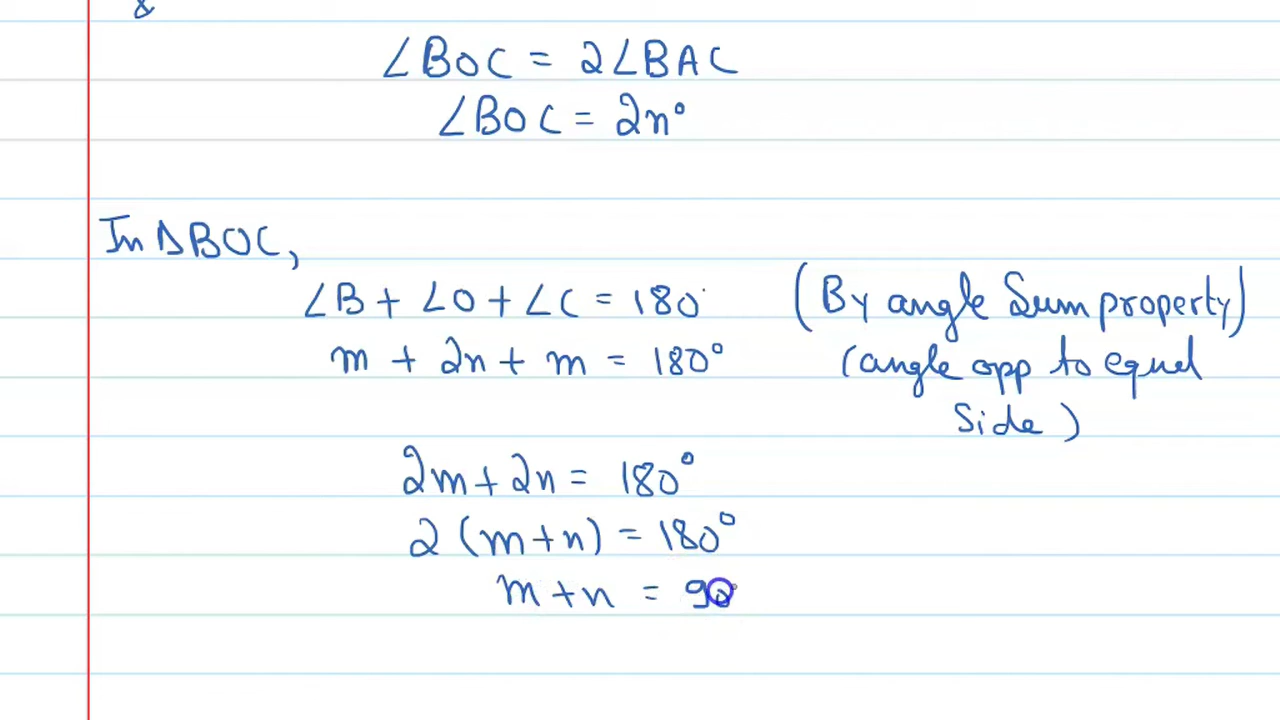 &
∠BOC = 2∠BAC
∠BOC = 2n°
In ΔBOC,
∠B + ∠O + ∠C = 180° (By angle Sum property)
m + 2n + m = 180° (angle opp to equal
Side)
2m + 2n = 180°
2 (m + n) = 180°
m + n = 90°